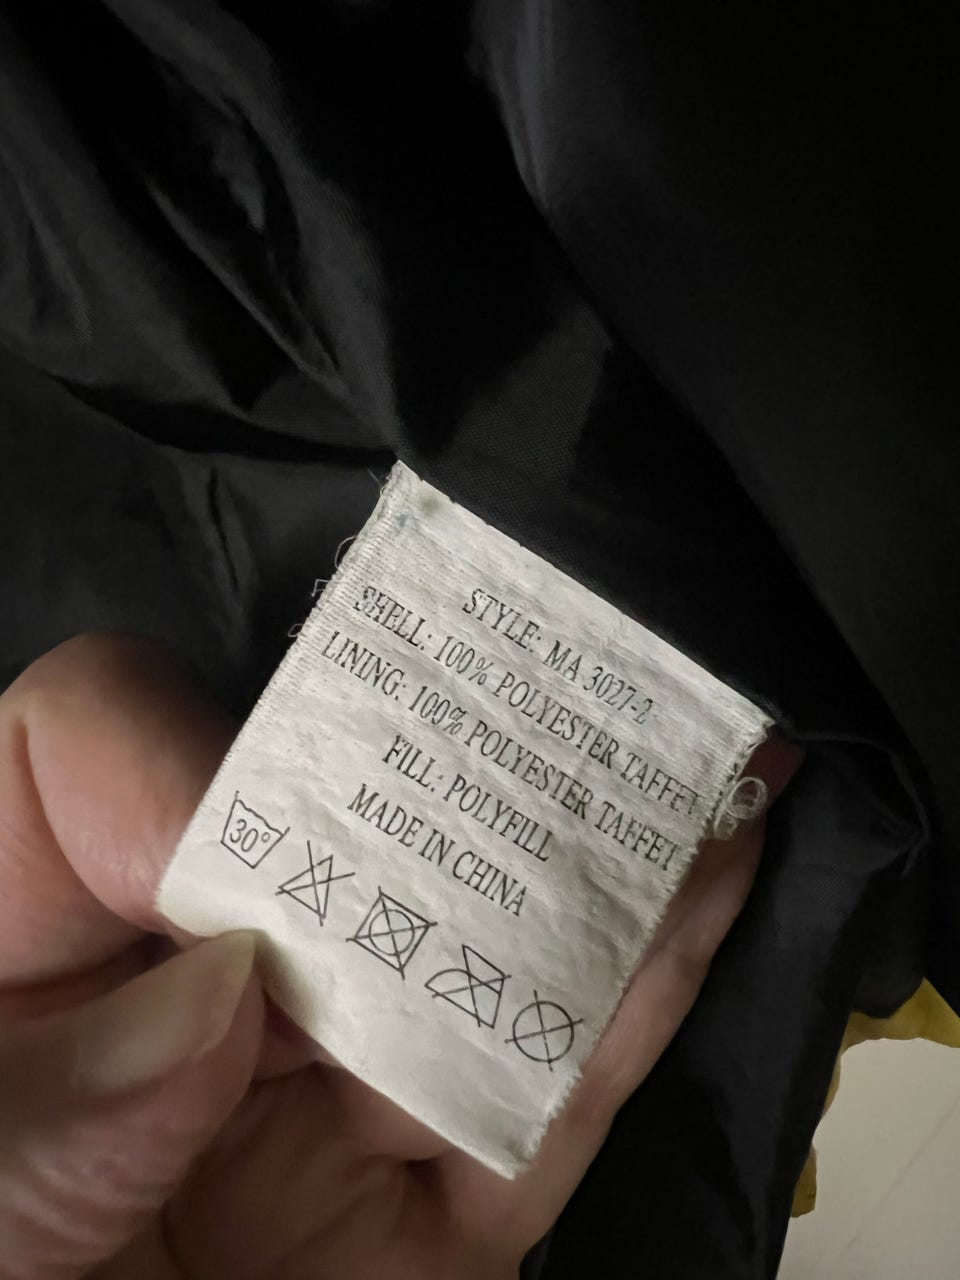 STYLE: MA 3027-2
SHELL: 100% POLYESTER TAFFET
LINING: 100% POLYESTER TAFFET
FILL: POLYFILL
MADE IN CHINA
30°